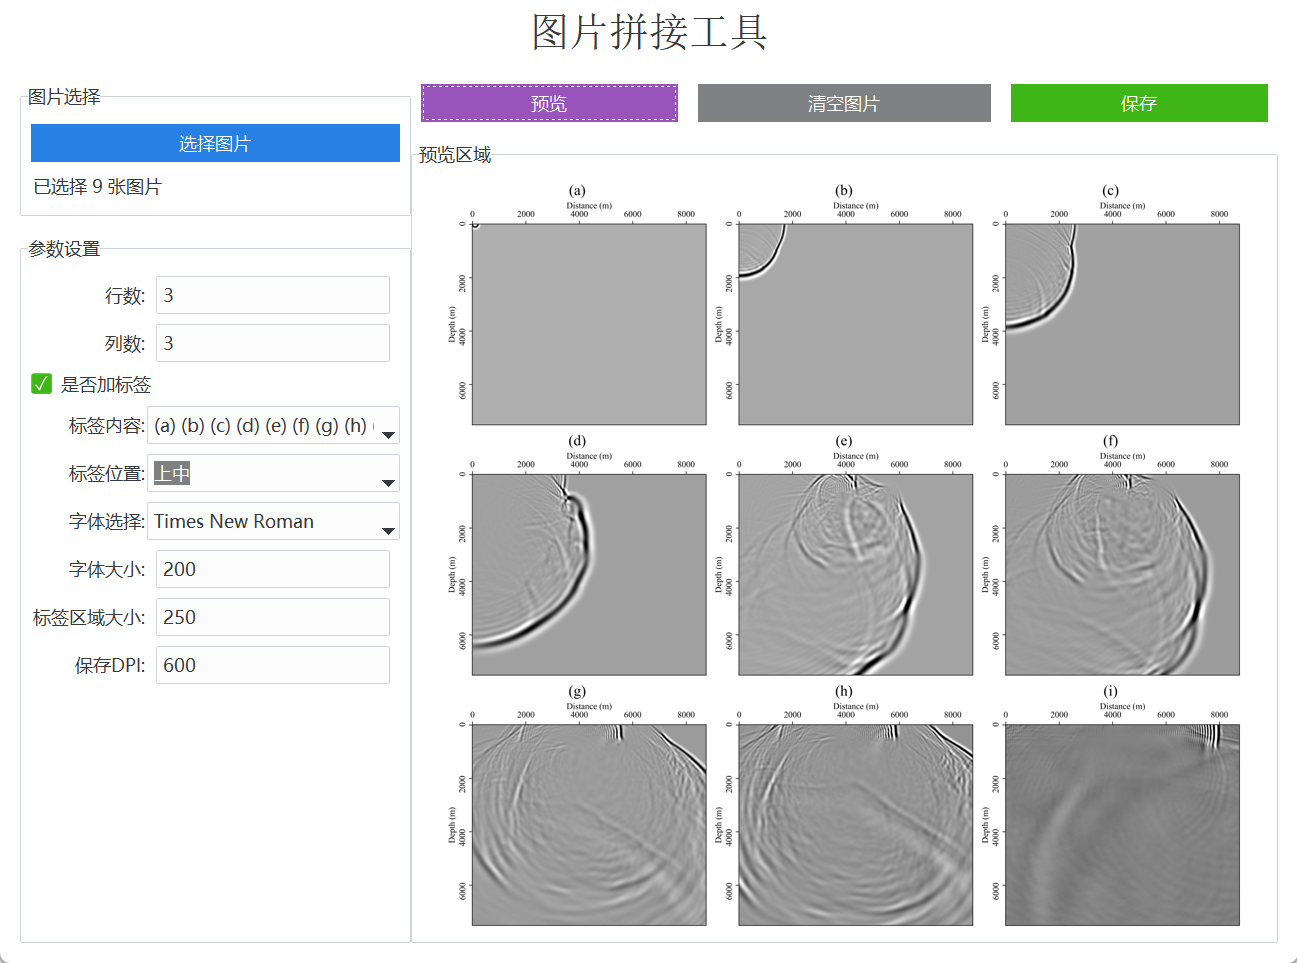 图片拼接工具
图片选择
选择图片
已选择 9 张图片
参数设置
行数: 3
列数: 3
是否加标签
标签内容: (a) (b) (c) (d) (e) (f) (g) (h) (
标签位置: 上中
字体选择: Times New Roman
字体大小: 200
标签区域大小: 250
保存DPI: 600
预览 清空图片 保存
预览区域
(a) (b) (c)
Distance (m) Distance (m) Distance (m)
0 2000 4000 6000 8000 0 2000 4000 6000 8000 0 2000 4000 6000 8000
Depth (m) Depth (m) Depth (m)
0 2000 4000 6000 0 2000 4000 6000 0 2000 4000 6000
(d) (e) (f)
Distance (m) Distance (m) Distance (m)
0 2000 4000 6000 8000 0 2000 4000 6000 8000 0 2000 4000 6000 8000
Depth (m) Depth (m) Depth (m)
0 2000 4000 6000 0 2000 4000 6000 0 2000 4000 6000
(g) (h) (i)
Distance (m) Distance (m) Distance (m)
0 2000 4000 6000 8000 0 2000 4000 6000 8000 0 2000 4000 6000 8000
Depth (m) Depth (m) Depth (m)
0 2000 4000 6000 0 2000 4000 6000 0 2000 4000 6000